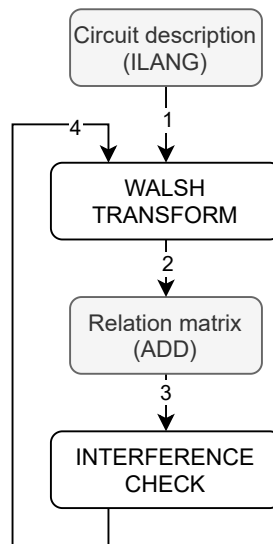 Circuit description
(ILANG)
1
4
WALSH
TRANSFORM
2
Relation matrix
(ADD)
3
INTERFERENCE
CHECK